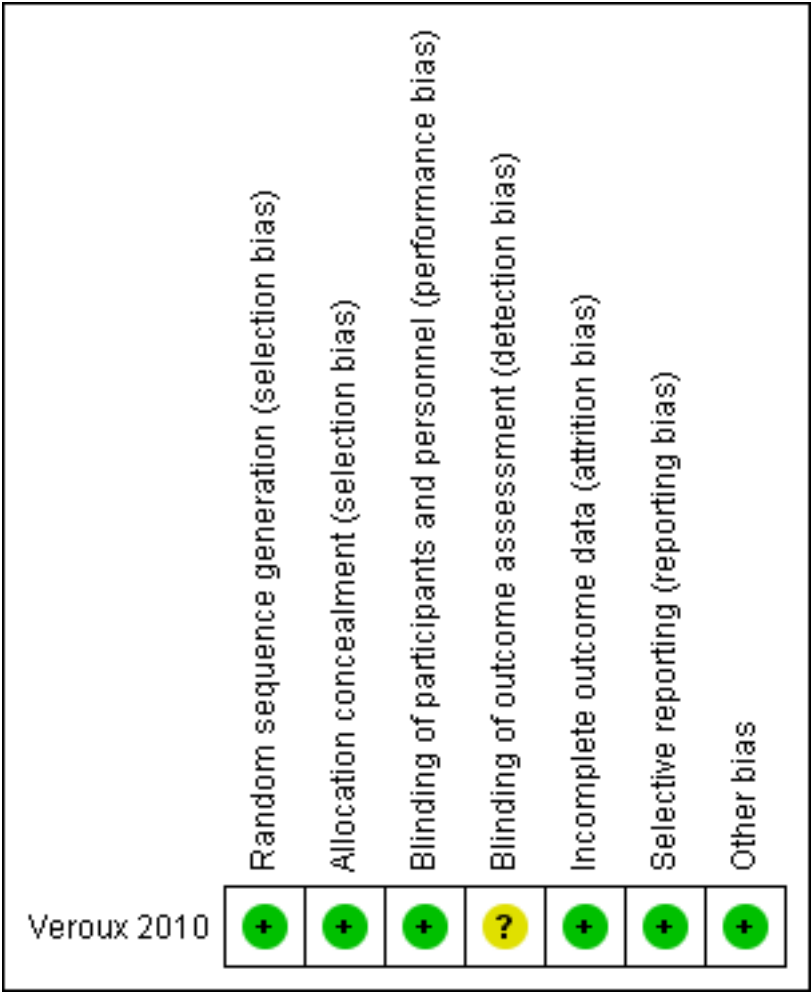 Random sequence generation (selection bias)
Allocation concealment (selection bias)
Blinding of participants and personnel (performance bias)
Blinding of outcome assessment (detection bias)
Incomplete outcome data (attrition bias)
Selective reporting (reporting bias)
Other bias
Veroux 2010 + + + ? + + +